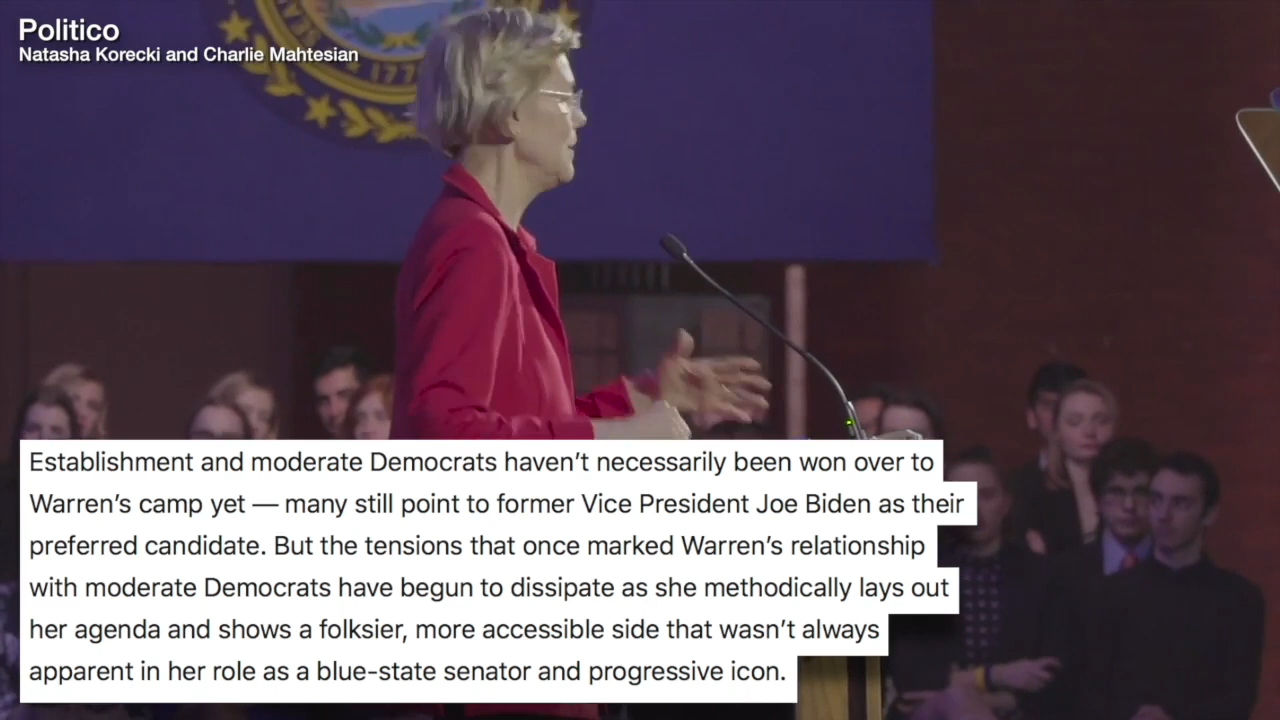 Politico
Natasha Korecki and Charlie Mahtesian
177
Establishment and moderate Democrats haven’t necessarily been won over to
Warren’s camp yet — many still point to former Vice President Joe Biden as their
preferred candidate. But the tensions that once marked Warren’s relationship
with moderate Democrats have begun to dissipate as she methodically lays out
her agenda and shows a folksier, more accessible side that wasn’t always
apparent in her role as a blue-state senator and progressive icon.